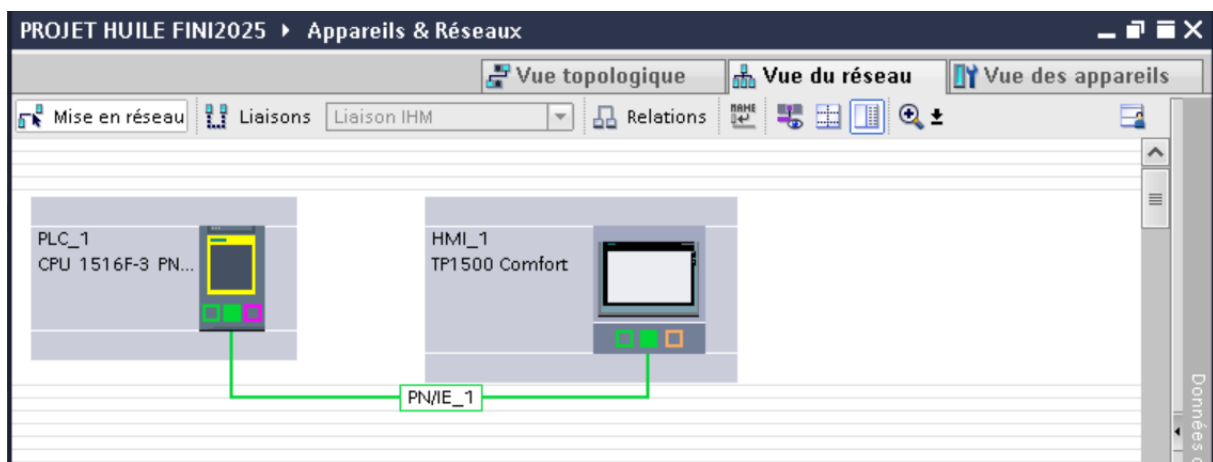 PROJET HUILE FINI2025 ▸ Appareils & Réseaux
Vue topologique Vue du réseau Vue des appareils
Mise en réseau Liaisons Liaison IHM Relations NAME
PLC_1
CPU 1516F-3 PN...
HMI_1
TP1500 Comfort
PN/IE_1
Données